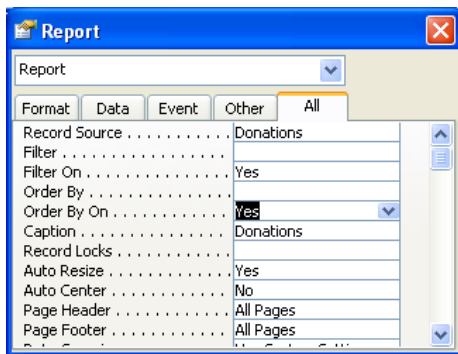 Report
Report
Format Data Event Other All
Record Source . . . . . . . . . . . Donations
Filter . . . . . . . . . . . . . . . . .
Filter On . . . . . . . . . . . . . . Yes
Order By . . . . . . . . . . . . . .
Order By On . . . . . . . . . . . Yes
Caption . . . . . . . . . . . . . . . Donations
Record Locks . . . . . . . . . . .
Auto Resize . . . . . . . . . . . . Yes
Auto Center . . . . . . . . . . . . No
Page Header . . . . . . . . . . . All Pages
Page Footer . . . . . . . . . . . . All Pages